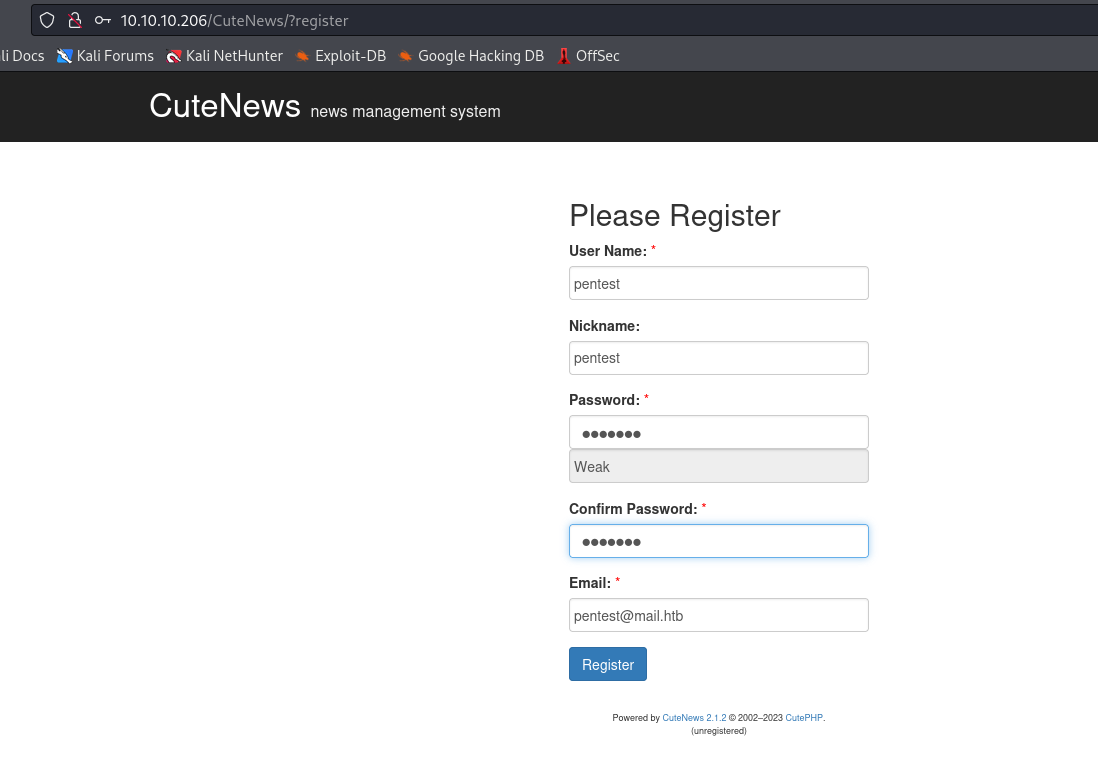 10.10.10.206/CuteNews/?register
li Docs Kali Forums Kali NetHunter Exploit-DB Google Hacking DB OffSec
CuteNews news management system
Please Register
User Name: *
pentest
Nickname:
pentest
Password: *
●●●●●●●
Weak
Confirm Password: *
●●●●●●●
Email: *
pentest@mail.htb
Register
Powered by CuteNews 2.1.2 © 2002–2023 CutePHP.
(unregistered)